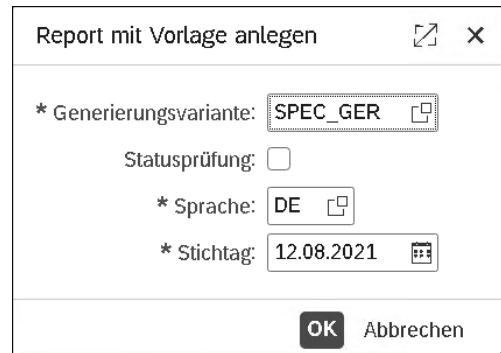 Report mit Vorlage anlegen
* Generierungsvariante: SPEC_GER
Statusprüfung:
* Sprache: DE
* Stichtag: 12.08.2021
OK Abbrechen